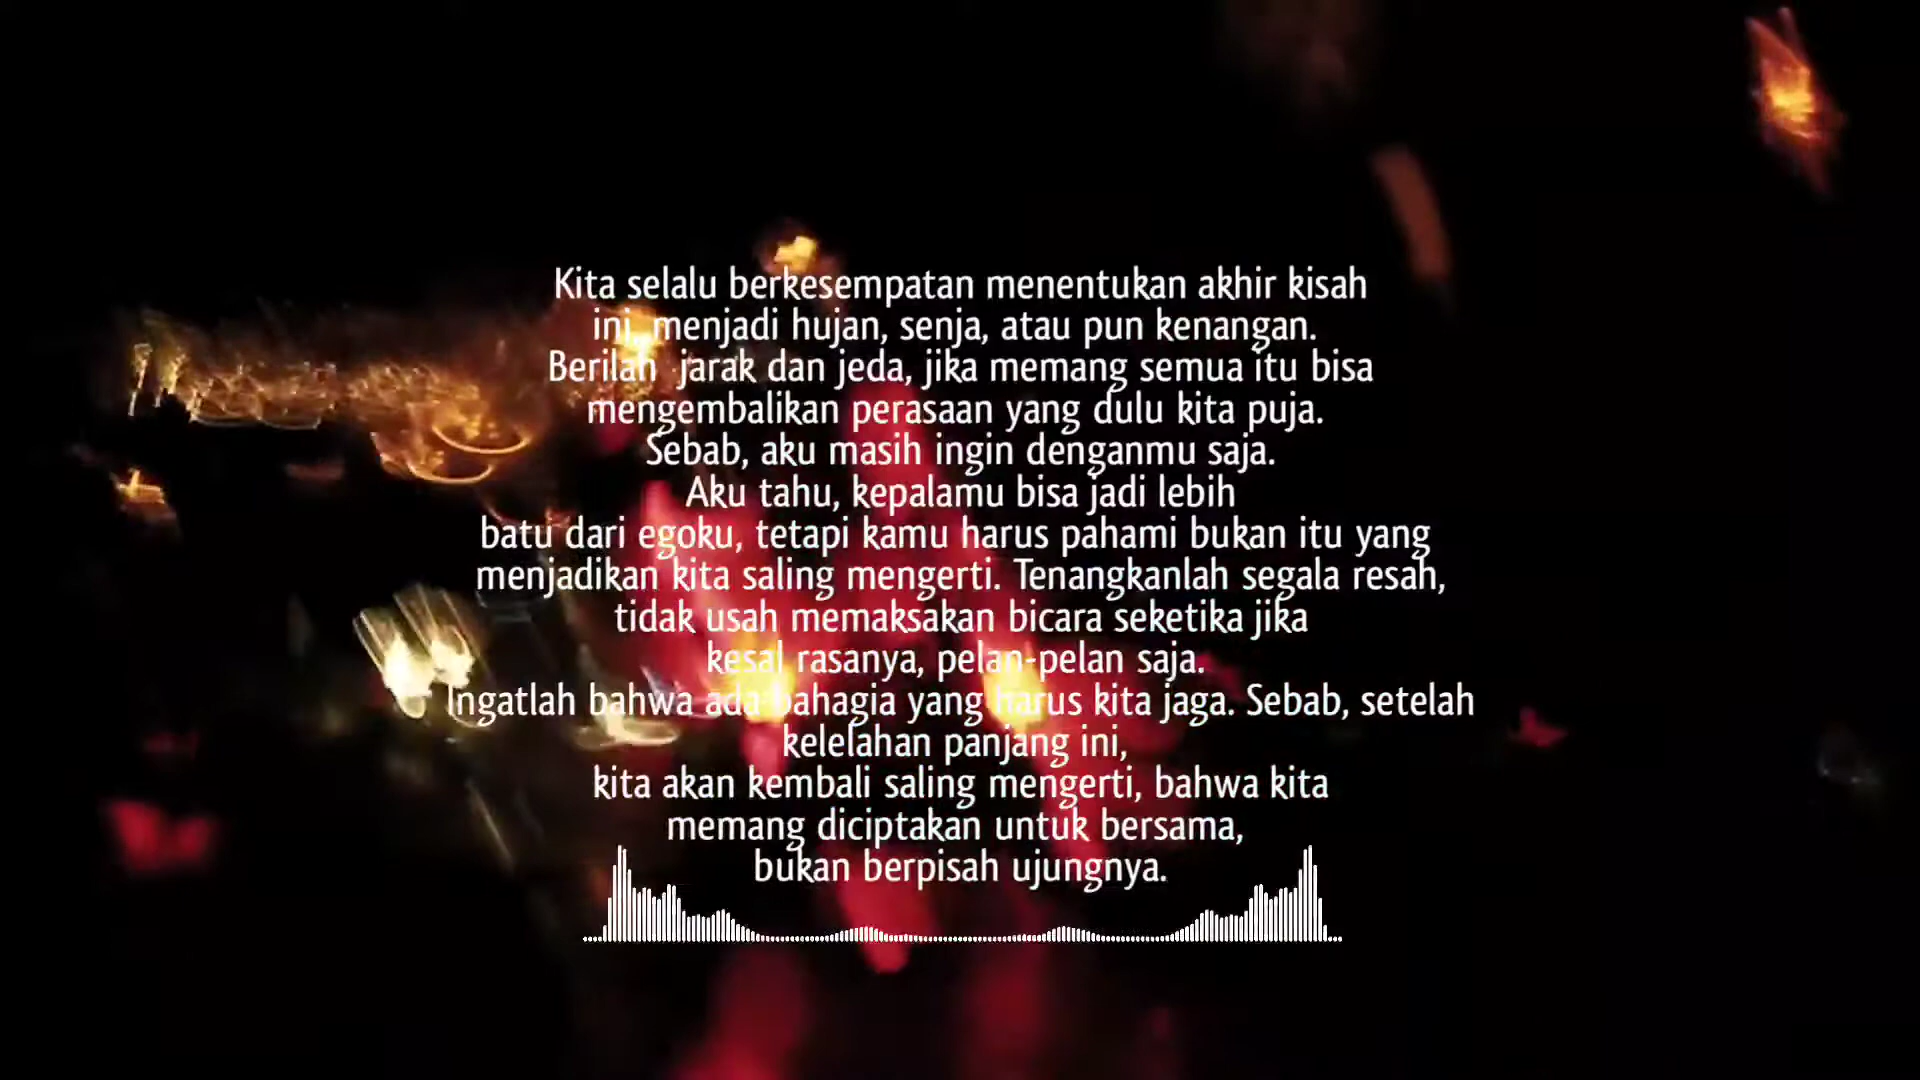 Kita selalu berkesempatan menentukan akhir kisah
ini, menjadi hujan, senja, atau pun kenangan.
Berilah jarak dan jeda, jika memang semua itu bisa
mengembalikan perasaan yang dulu kita puja.
Sebab, aku masih ingin denganmu saja.
Aku tahu, kepalamu bisa jadi lebih
batu dari egoku, tetapi kamu harus pahami bukan itu yang
menjadikan kita saling mengerti. Tenangkanlah segala resah,
tidak usah memaksakan bicara seketika jika
kesal rasanya, pelan-pelan saja.
Ingatlah bahwa ada bahagia yang harus kita jaga. Sebab, setelah
kelelahan panjang ini,
kita akan kembali saling mengerti, bahwa kita
memang diciptakan untuk bersama,
bukan berpisah ujungnya.